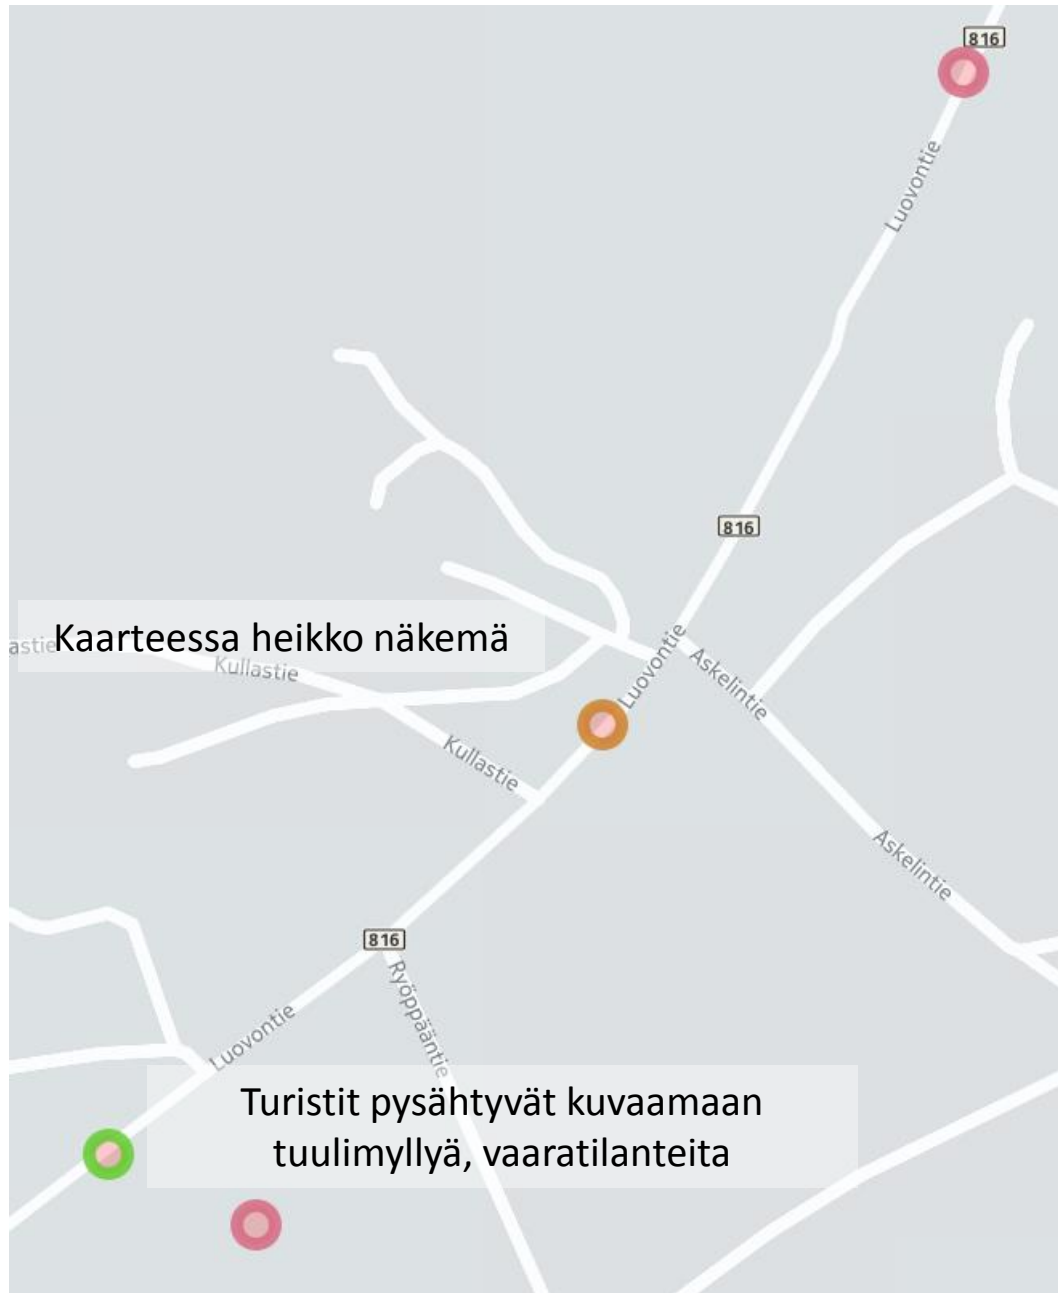 816
Luovontie
816
Kaarteessa heikko näkemä
astie
Kullastie
Luovontie
Askelintie
Kullastie
Askelintie
816
Ryöppääntie
Luovontie
Turistit pysähtyvät kuvaamaan
tuulimyllyä, vaaratilanteita